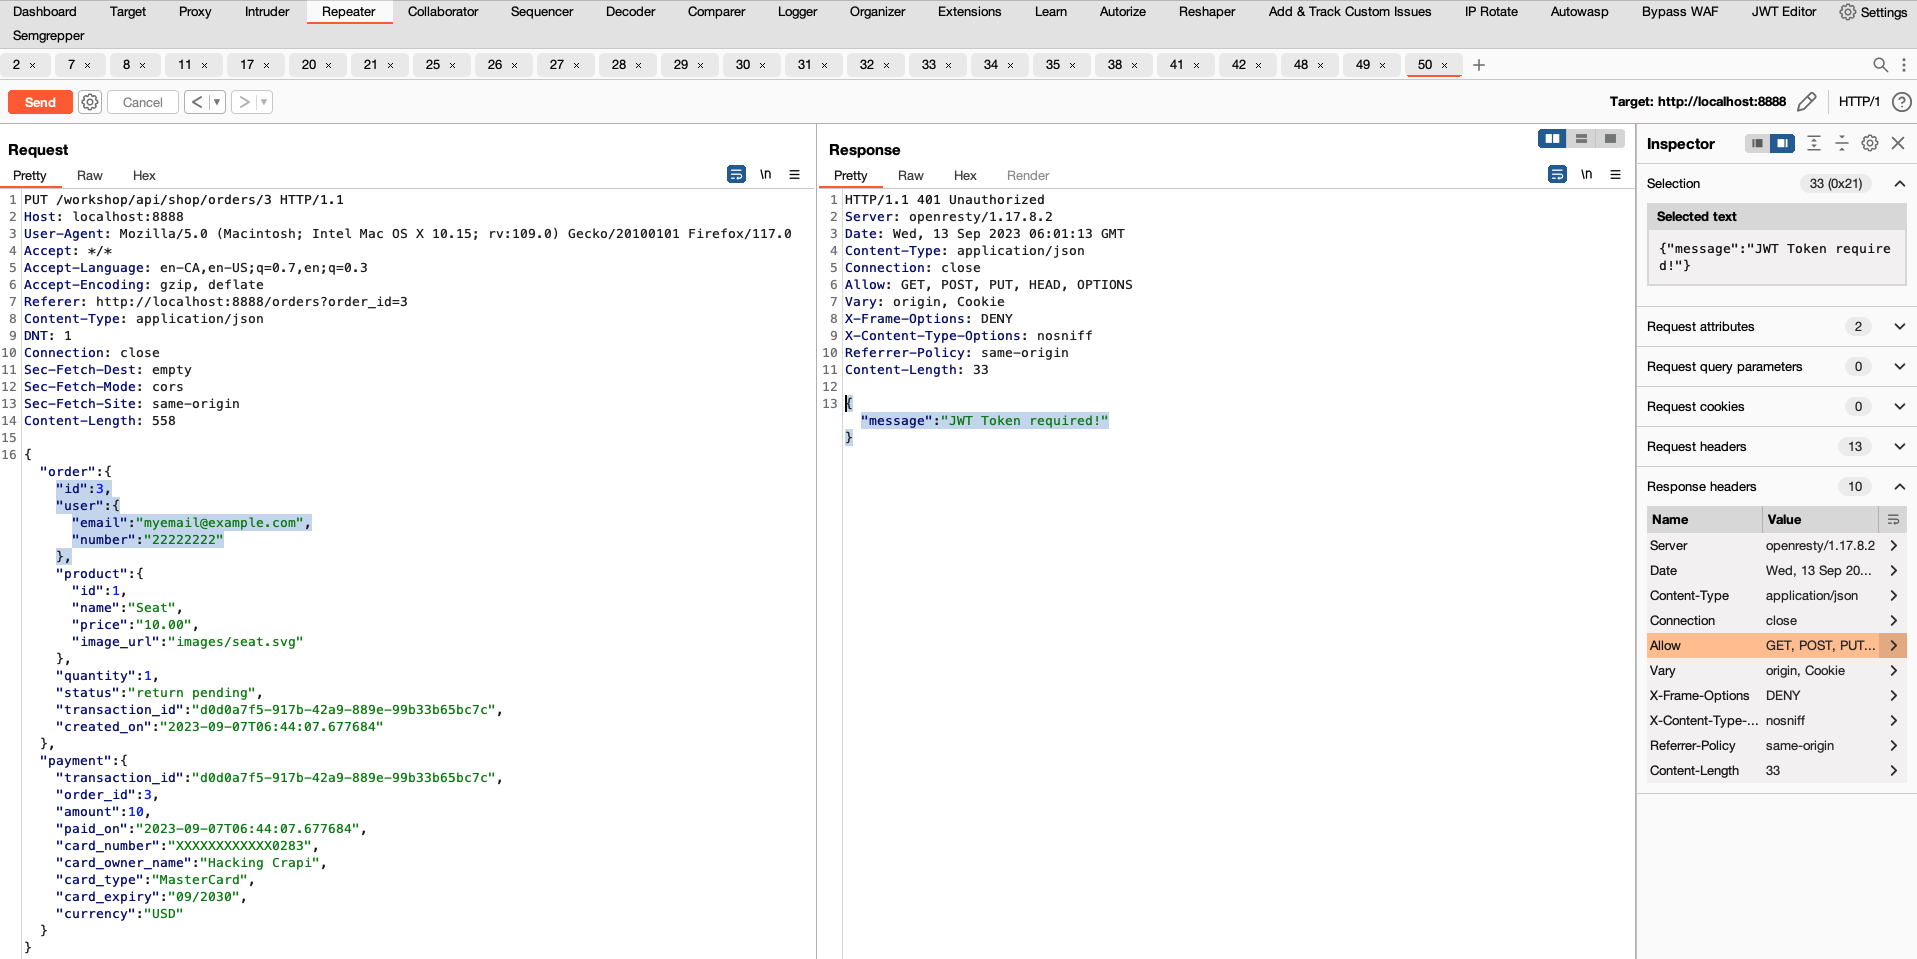 Dashboard Target Proxy Intruder Repeater Collaborator Sequencer Decoder Comparer Logger Organizer Extensions Learn Autorize Reshaper Add & Track Custom Issues IP Rotate Autowasp Bypass WAF JWT Editor Settings
Semgrepper
2 × 7 × 8 × 11 × 17 × 20 × 21 × 25 × 26 × 27 × 28 × 29 × 30 × 31 × 32 × 33 × 34 × 35 × 38 × 41 × 42 × 48 × 49 × 50 × +
Send Cancel < > Target: http://localhost:8888 HTTP/1 ?
Request
Pretty Raw Hex \n
1 PUT /workshop/api/shop/orders/3 HTTP/1.1
2 Host: localhost:8888
3 User-Agent: Mozilla/5.0 (Macintosh; Intel Mac OS X 10.15; rv:109.0) Gecko/20100101 Firefox/117.0
4 Accept: */*
5 Accept-Language: en-CA,en-US;q=0.7,en;q=0.3
6 Accept-Encoding: gzip, deflate
7 Referer: http://localhost:8888/orders?order_id=3
8 Content-Type: application/json
9 DNT: 1
10 Connection: close
11 Sec-Fetch-Dest: empty
12 Sec-Fetch-Mode: cors
13 Sec-Fetch-Site: same-origin
14 Content-Length: 558
15
16 {
"order":{
"id":3,
"user":{
"email":"myemail@example.com",
"number":"22222222"
},
"product":{
"id":1,
"name":"Seat",
"price":"10.00",
"image_url":"images/seat.svg"
},
"quantity":1,
"status":"return pending",
"transaction_id":"d0d0a7f5-917b-42a9-889e-99b33b65bc7c",
"created_on":"2023-09-07T06:44:07.677684"
},
"payment":{
"transaction_id":"d0d0a7f5-917b-42a9-889e-99b33b65bc7c",
"order_id":3,
"amount":10,
"paid_on":"2023-09-07T06:44:07.677684",
"card_number":"XXXXXXXXXXXX0283",
"card_owner_name":"Hacking Crapi",
"card_type":"MasterCard",
"card_expiry":"09/2030",
"currency":"USD"
}
}
Response
Pretty Raw Hex Render \n
1 HTTP/1.1 401 Unauthorized
2 Server: openresty/1.17.8.2
3 Date: Wed, 13 Sep 2023 06:01:13 GMT
4 Content-Type: application/json
5 Connection: close
6 Allow: GET, POST, PUT, HEAD, OPTIONS
7 Vary: origin, Cookie
8 X-Frame-Options: DENY
9 X-Content-Type-Options: nosniff
10 Referrer-Policy: same-origin
11 Content-Length: 33
12
13 {
"message":"JWT Token required!"
}
Inspector
Selection 33 (0x21)
Selected text
{"message":"JWT Token require
d!"}
Request attributes 2
Request query parameters 0
Request cookies 0
Request headers 13
Response headers 10
Name Value
Server openresty/1.17.8.2
Date Wed, 13 Sep 20...
Content-Type application/json
Connection close
Allow GET, POST, PUT...
Vary origin, Cookie
X-Frame-Options DENY
X-Content-Type-... nosniff
Referrer-Policy same-origin
Content-Length 33